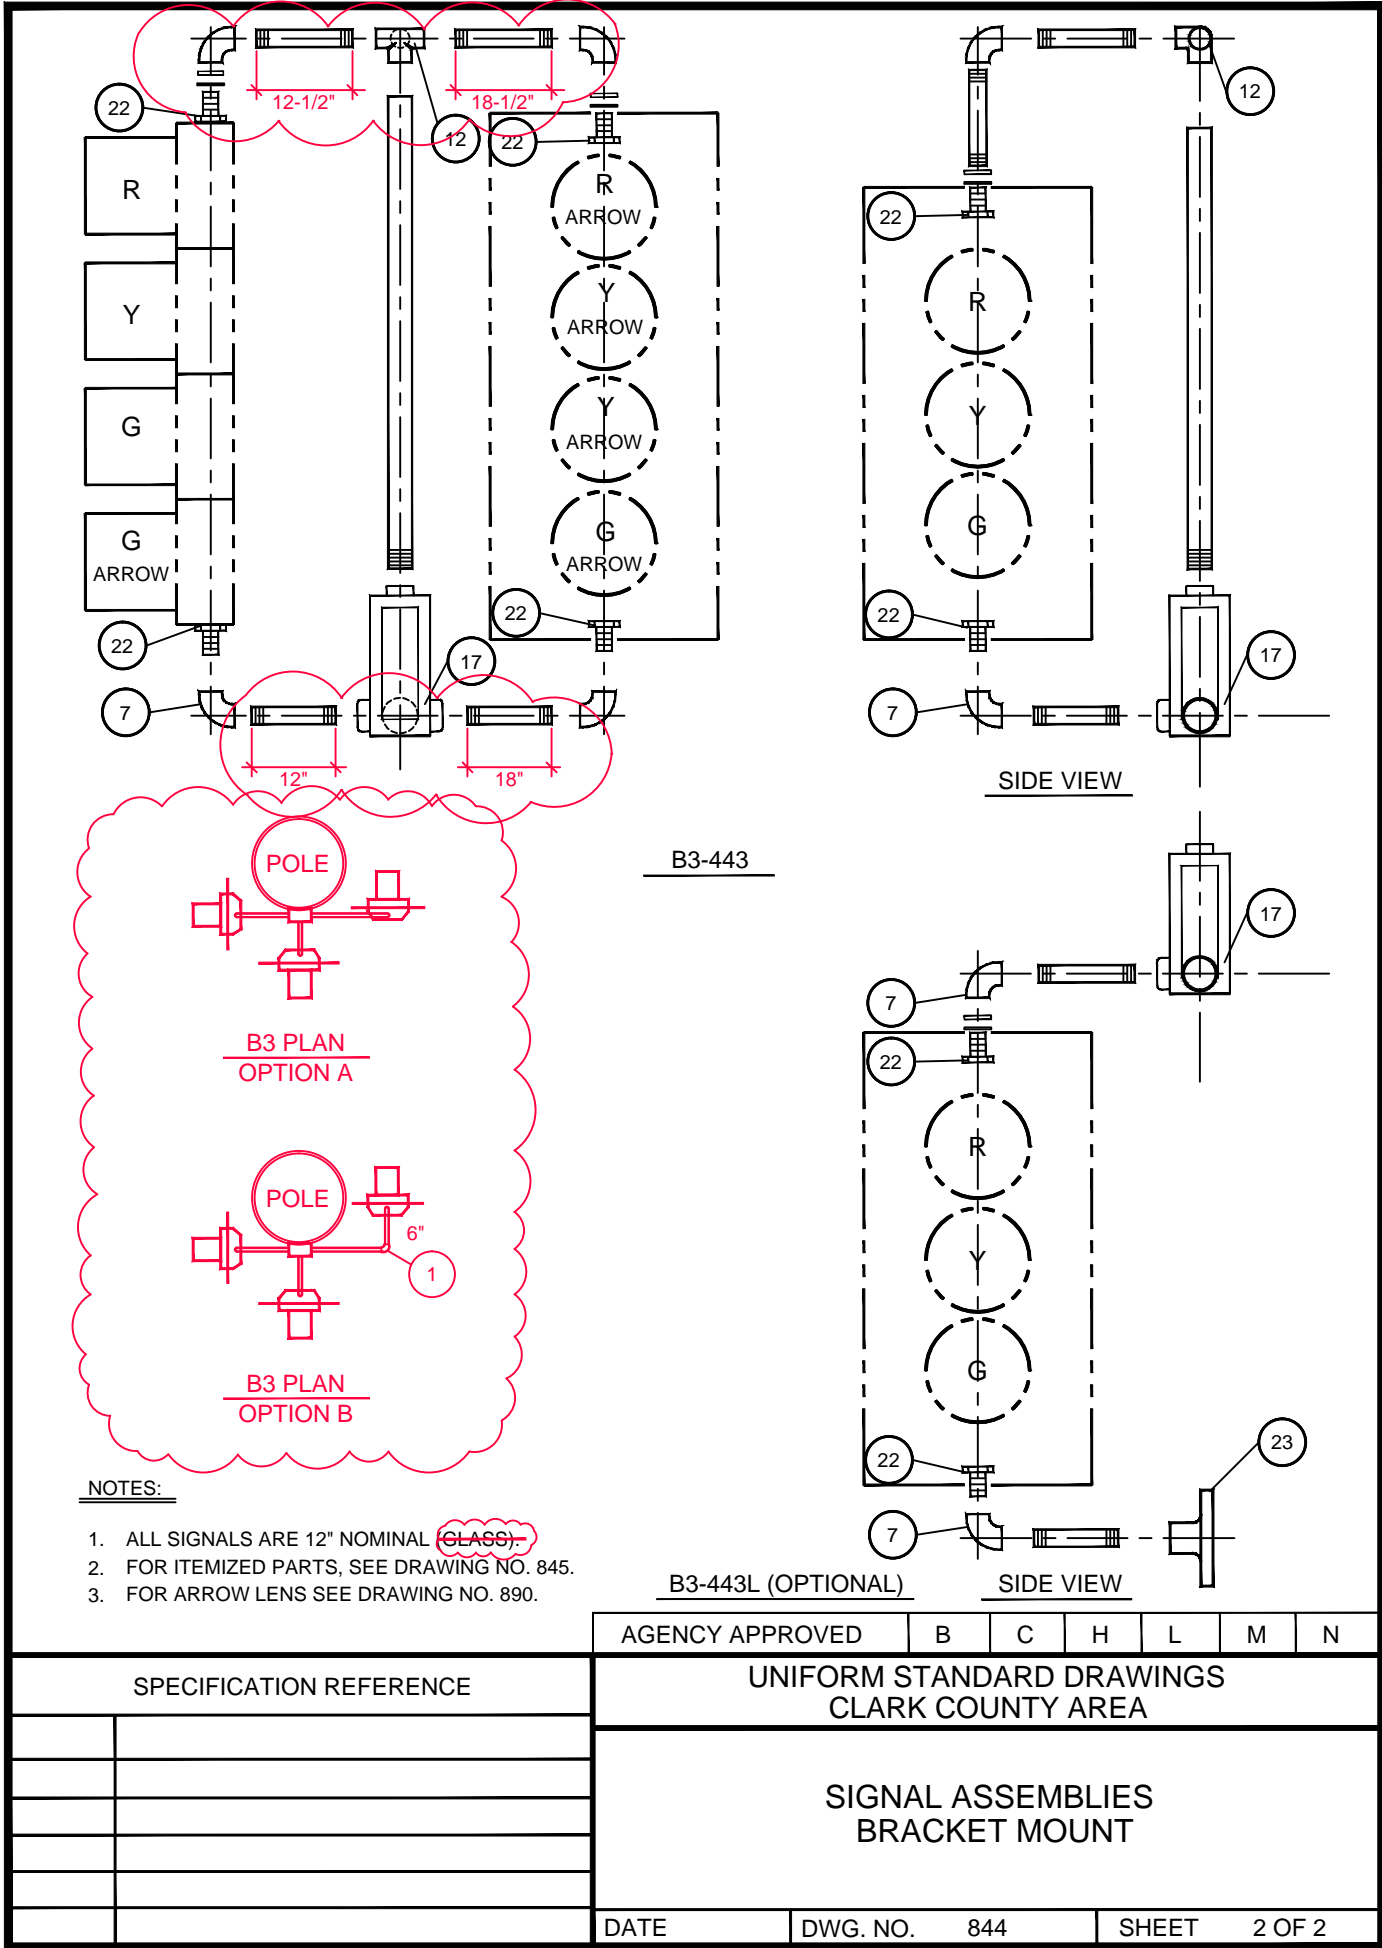 12-1/2"
18-1/2"
22
12
22
12
R
Y
G
G
ARROW
R
ARROW
Y
ARROW
Y
ARROW
G
ARROW
22
R
Y
G
22
22
22
17
17
7
7
12"
18"
SIDE VIEW
B3-443
POLE
B3 PLAN
OPTION A
POLE
6"
1
B3 PLAN
OPTION B
17
7
22
R
Y
G
22
23
7
B3-443L (OPTIONAL)
SIDE VIEW
NOTES:
1. ALL SIGNALS ARE 12" NOMINAL (GLASS).
2. FOR ITEMIZED PARTS, SEE DRAWING NO. 845.
3. FOR ARROW LENS SEE DRAWING NO. 890.
AGENCY APPROVED B C H L M N
SPECIFICATION REFERENCE
UNIFORM STANDARD DRAWINGS
CLARK COUNTY AREA
SIGNAL ASSEMBLIES
BRACKET MOUNT
DATE DWG. NO. 844 SHEET 2 OF 2